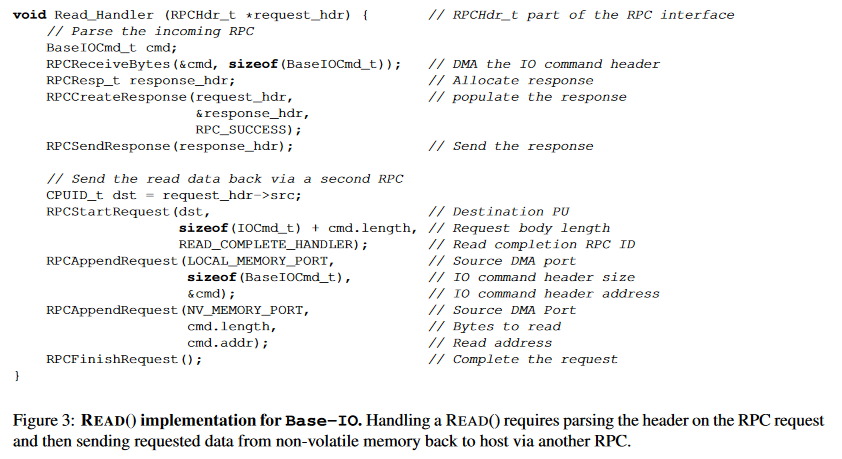 void Read_Handler (RPCHdr_t *request_hdr) {          // RPCHdr_t part of the RPC interface
    // Parse the incoming RPC
    BaseIOCmd_t cmd;
    RPCReceiveBytes(&cmd, sizeof(BaseIOCmd_t));      // DMA the IO command header
    RPCResp_t response_hdr;                          // Allocate response
    RPCCreateResponse(request_hdr,                   // populate the response
                      &response_hdr,
                      RPC_SUCCESS);
    RPCSendResponse(response_hdr);                   // Send the response
    // Send the read data back via a second RPC
    CPUID_t dst = request_hdr->src;
    RPCStartRequest(dst,                             // Destination PU
                    sizeof(IOCmd_t) + cmd.length,    // Request body length
                    READ_COMPLETE_HANDLER);          // Read completion RPC ID
    RPCAppendRequest(LOCAL_MEMORY_PORT,              // Source DMA port
                     sizeof(BaseIOCmd_t),            // IO command header size
                     &cmd);                          // IO command header address
    RPCAppendRequest(NV_MEMORY_PORT,                 // Source DMA Port
                     cmd.length,                     // Bytes to read
                     cmd.addr);                      // Read address
    RPCFinishRequest();                              // Complete the request
}
Figure 3: READ() implementation for Base-IO. Handling a READ() requires parsing the header on the RPC request
and then sending requested data from non-volatile memory back to host via another RPC.